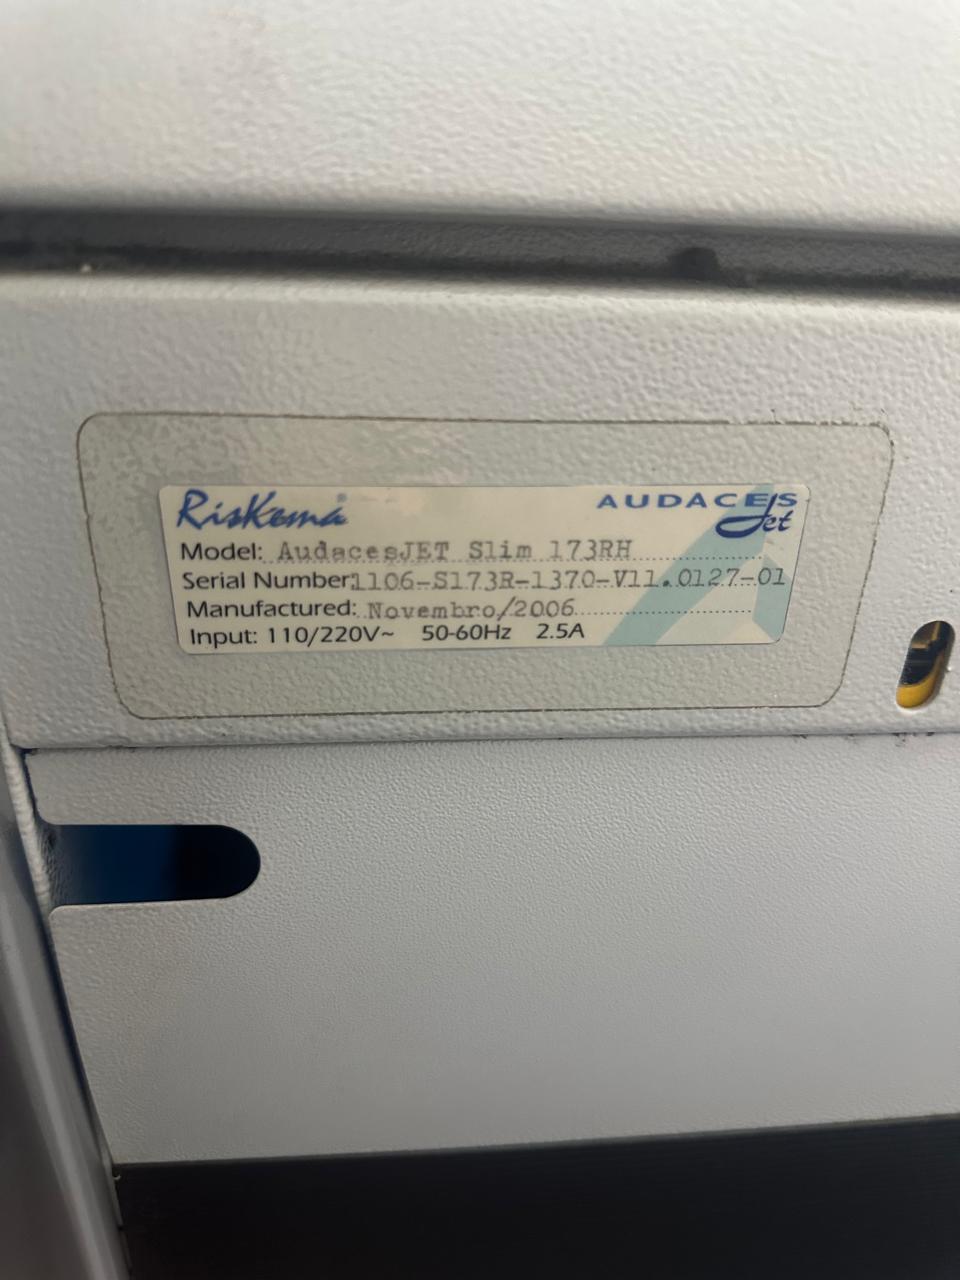 RisKema®
AUDACES Jet
Model: AudacesJET Slim 173RH
Serial Number: 1106-S173R-1370-V11.0127-01
Manufactured: Novembro/2006
Input: 110/220V~ 50-60Hz 2.5A